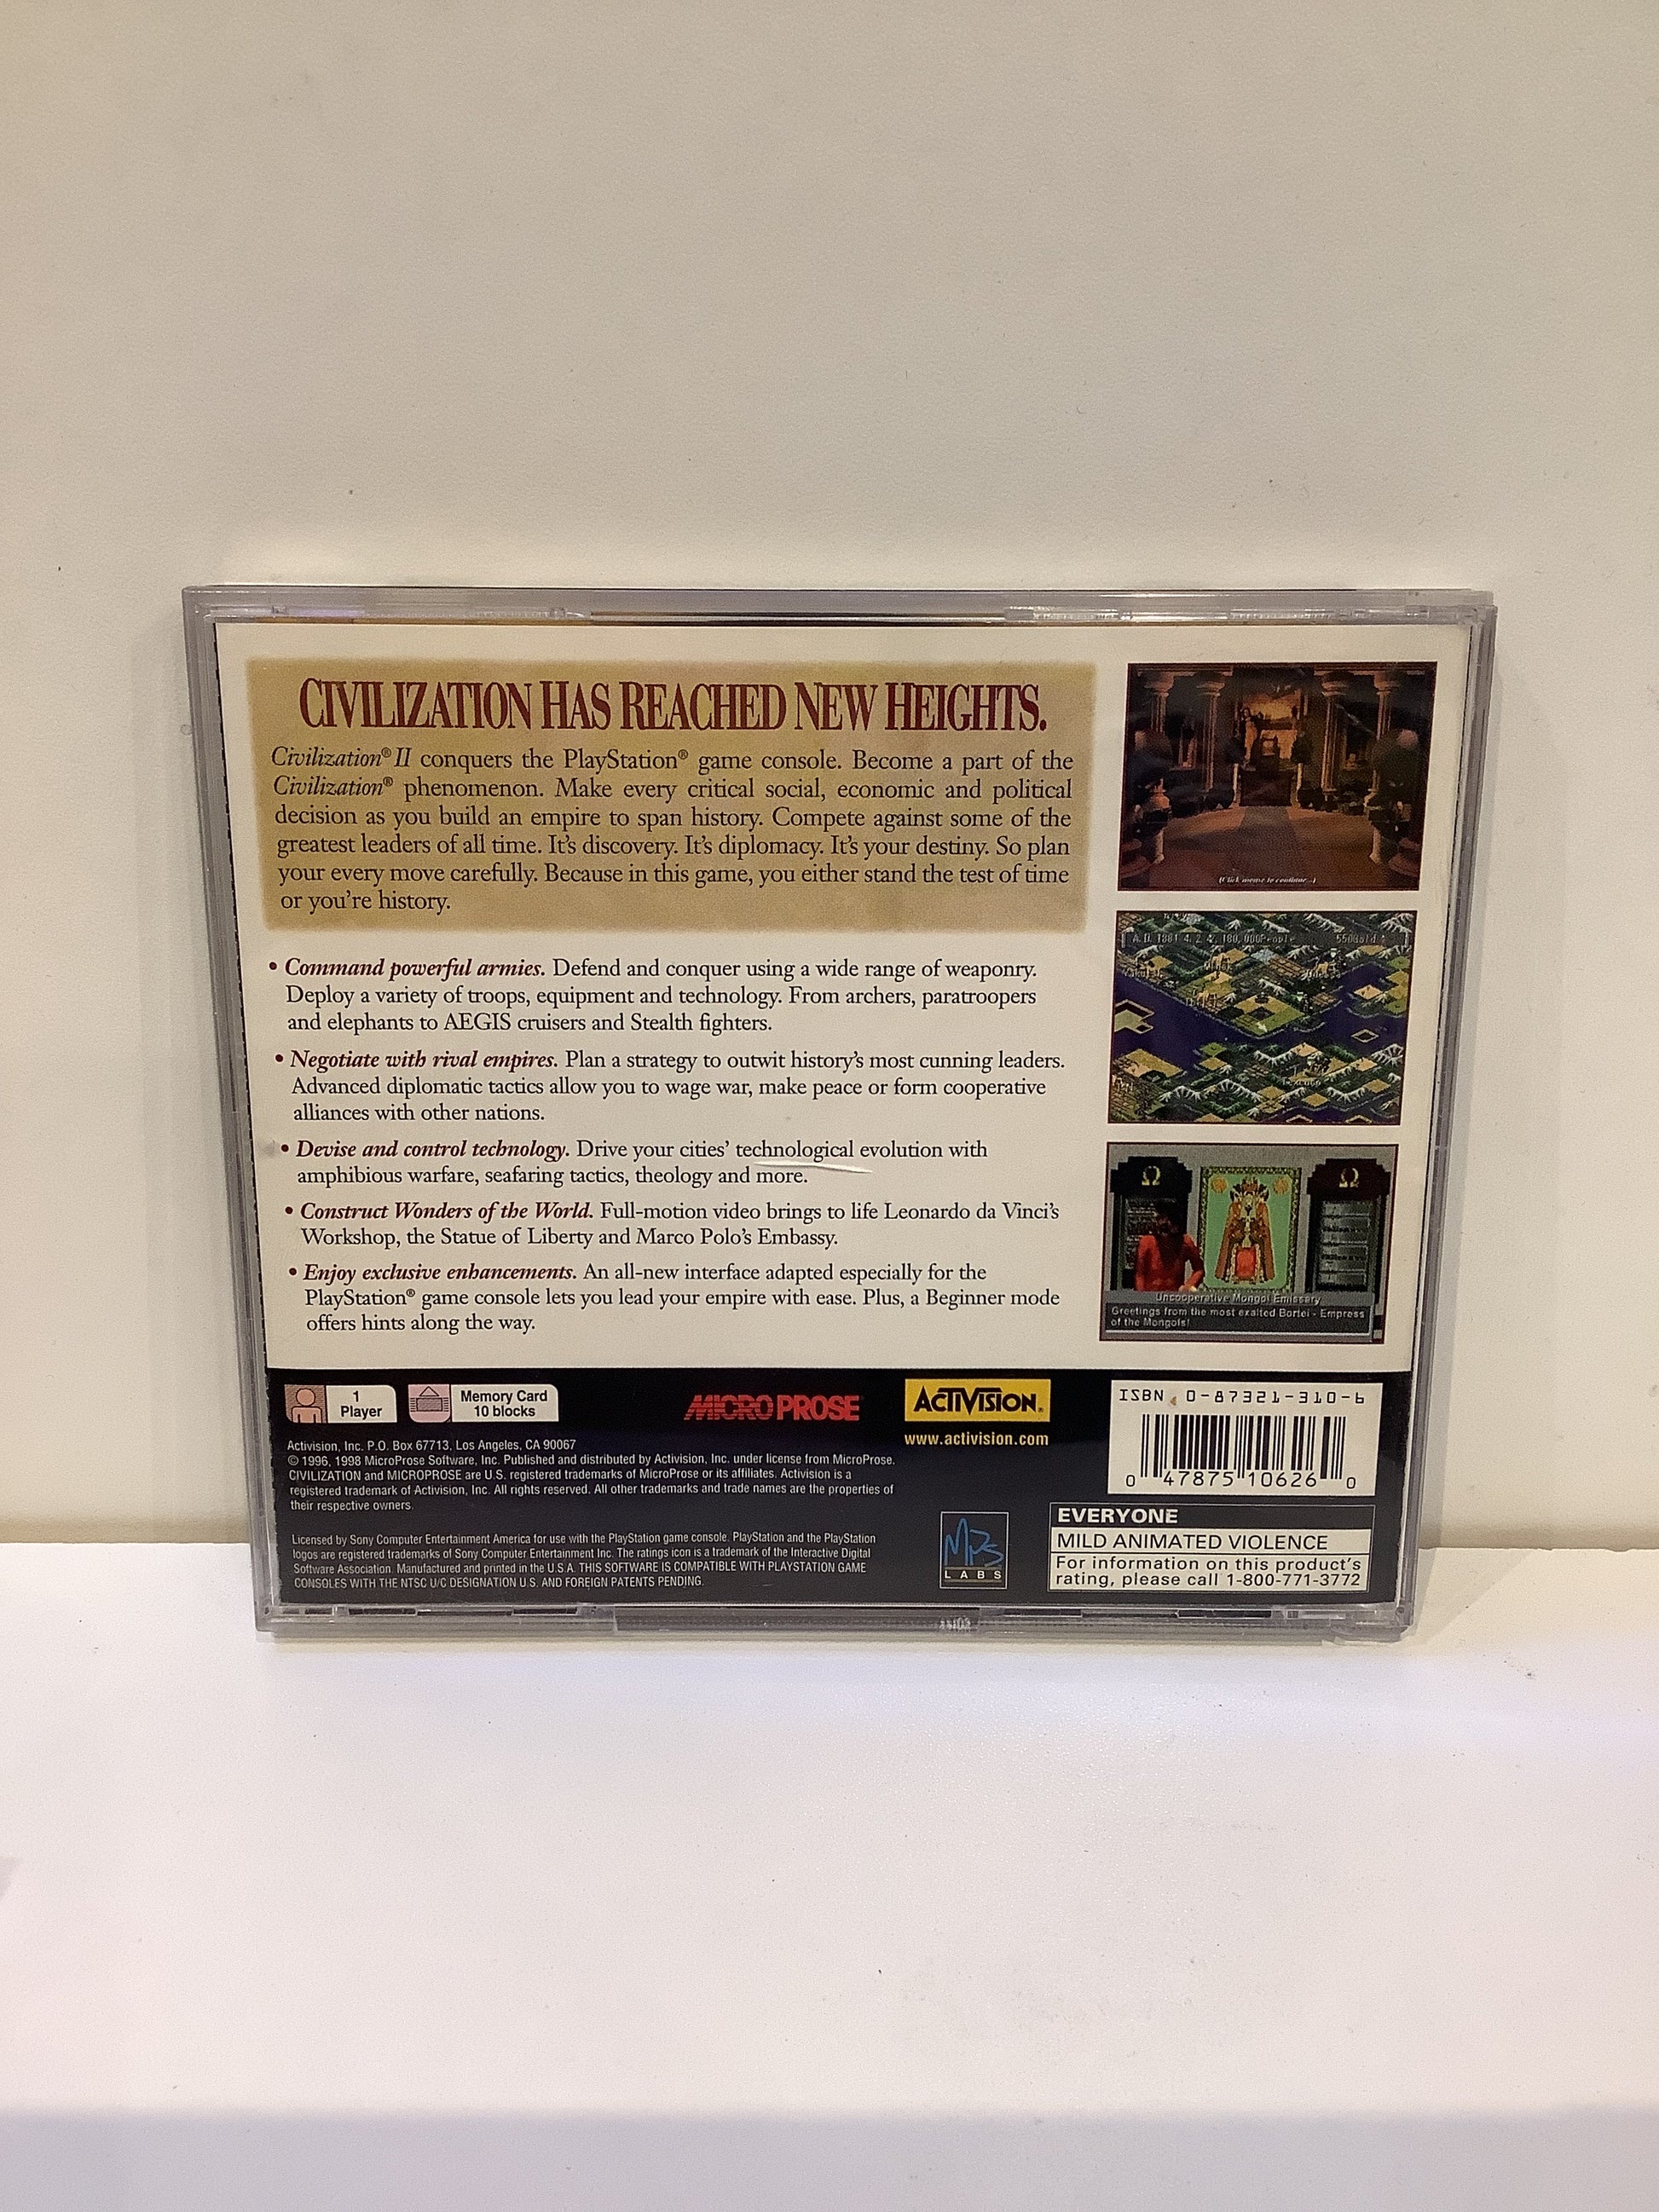 CIVILIZATION HAS REACHED NEW HEIGHTS.
Civilization® II conquers the PlayStation® game console. Become a part of the
Civilization® phenomenon. Make every critical social, economic and political
decision as you build an empire to span history. Compete against some of the
greatest leaders of all time. It's discovery. It's diplomacy. It's your destiny. So plan
your every move carefully. Because in this game, you either stand the test of time
or you're history.
• Command powerful armies. Defend and conquer using a wide range of weaponry.
Deploy a variety of troops, equipment and technology. From archers, paratroopers
and elephants to AEGIS cruisers and Stealth fighters.
• Negotiate with rival empires. Plan a strategy to outwit history's most cunning leaders.
Advanced diplomatic tactics allow you to wage war, make peace or form cooperative
alliances with other nations.
• Devise and control technology. Drive your cities' technological evolution with
amphibious warfare, seafaring tactics, theology and more.
• Construct Wonders of the World. Full-motion video brings to life Leonardo da Vinci's
Workshop, the Statue of Liberty and Marco Polo's Embassy.
• Enjoy exclusive enhancements. An all-new interface adapted especially for the
PlayStation® game console lets you lead your empire with ease. Plus, a Beginner mode
offers hints along the way.
(Click mouse to continue...)
A.D. 1881 4. 2. 42, 180, 000People 550Gold
Ω Ω
Uncooperative Mongol Emissary
Greetings from the most exalted Bortei - Empress
of the Mongols!
1
Player
Memory Card
10 blocks
MICROPROSE
ACTIVISION®
www.activision.com
ISBN 0-87321-310-6
0 47875 10626 0
Activision, Inc. P.O. Box 67713, Los Angeles, CA 90067
© 1996, 1998 MicroProse Software, Inc. Published and distributed by Activision, Inc. under license from MicroProse.
CIVILIZATION and MICROPROSE are U.S. registered trademarks of MicroProse or its affiliates. Activision is a
registered trademark of Activision, Inc. All rights reserved. All other trademarks and trade names are the properties of
their respective owners.
Licensed by Sony Computer Entertainment America for use with the PlayStation game console. PlayStation and the PlayStation
logos are registered trademarks of Sony Computer Entertainment Inc. The ratings icon is a trademark of the Interactive Digital
Software Association. Manufactured and printed in the U.S.A. THIS SOFTWARE IS COMPATIBLE WITH PLAYSTATION GAME
CONSOLES WITH THE NTSC U/C DESIGNATION U.S. AND FOREIGN PATENTS PENDING.
MPS
LABS
EVERYONE
MILD ANIMATED VIOLENCE
For information on this product's
rating, please call 1-800-771-3772